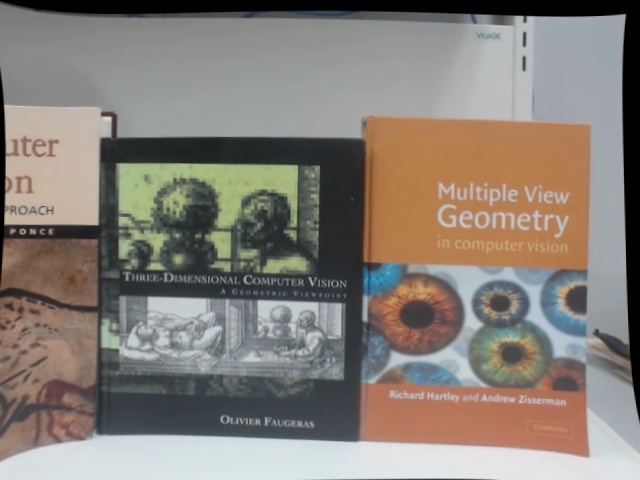 uter
on
PROACH
PONCE
THREE-DIMENSIONAL COMPUTER VISION
A GEOMETRIC VIEWPOINT
OLIVIER FAUGERAS
Multiple View
Geometry
in computer vision
Richard Hartley and Andrew Zisserman
CAMBRIDGE